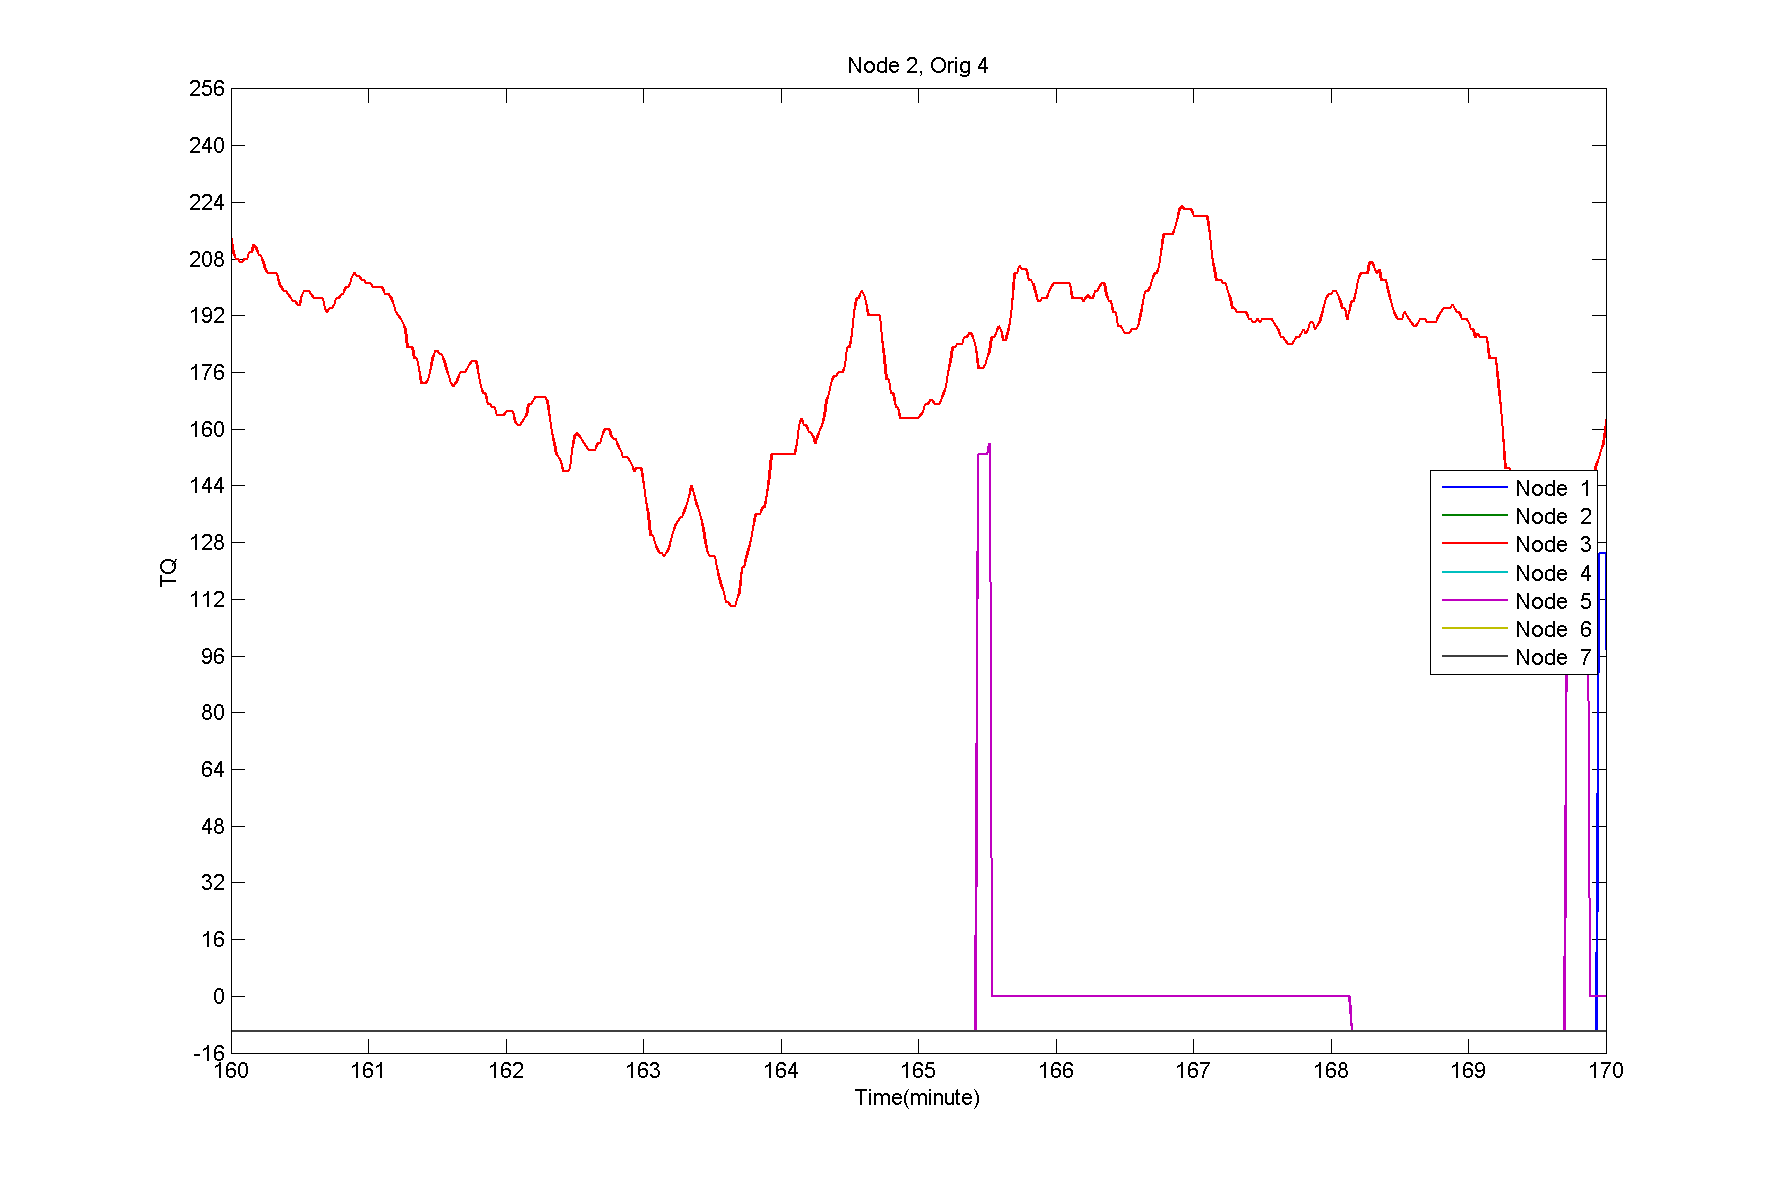 Node 2, Orig 4
256
240
224
208
192
176
160
144
128
112
96
80
64
48
32
16
0
-16
TQ
Node 1
Node 2
Node 3
Node 4
Node 5
Node 6
Node 7
160 161 162 163 164 165 166 167 168 169 170
Time(minute)